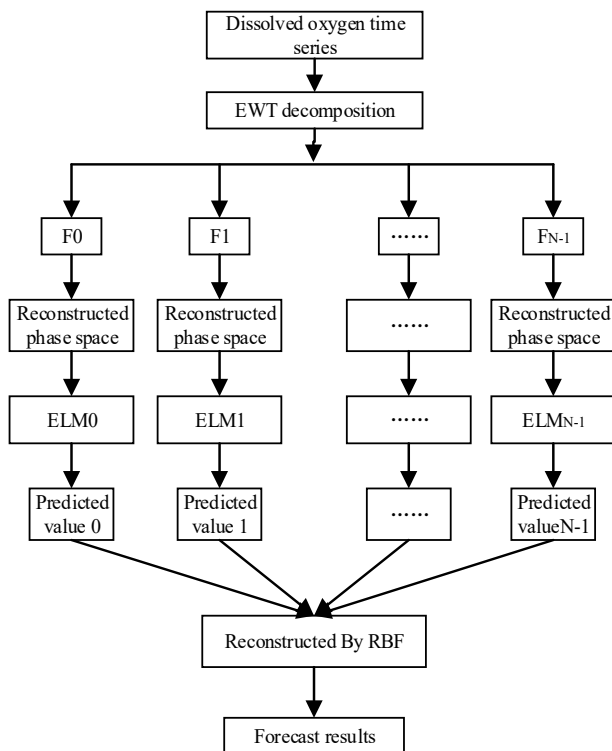 Dissolved oxygen time
series
EWT decomposition
F0
F1
……
FN-1
Reconstructed
phase space
Reconstructed
phase space
……
Reconstructed
phase space
ELM0
ELM1
……
ELMN-1
Predicted
value 0
Predicted
value 1
……
Predicted
valueN-1
Reconstructed By RBF
Forecast results